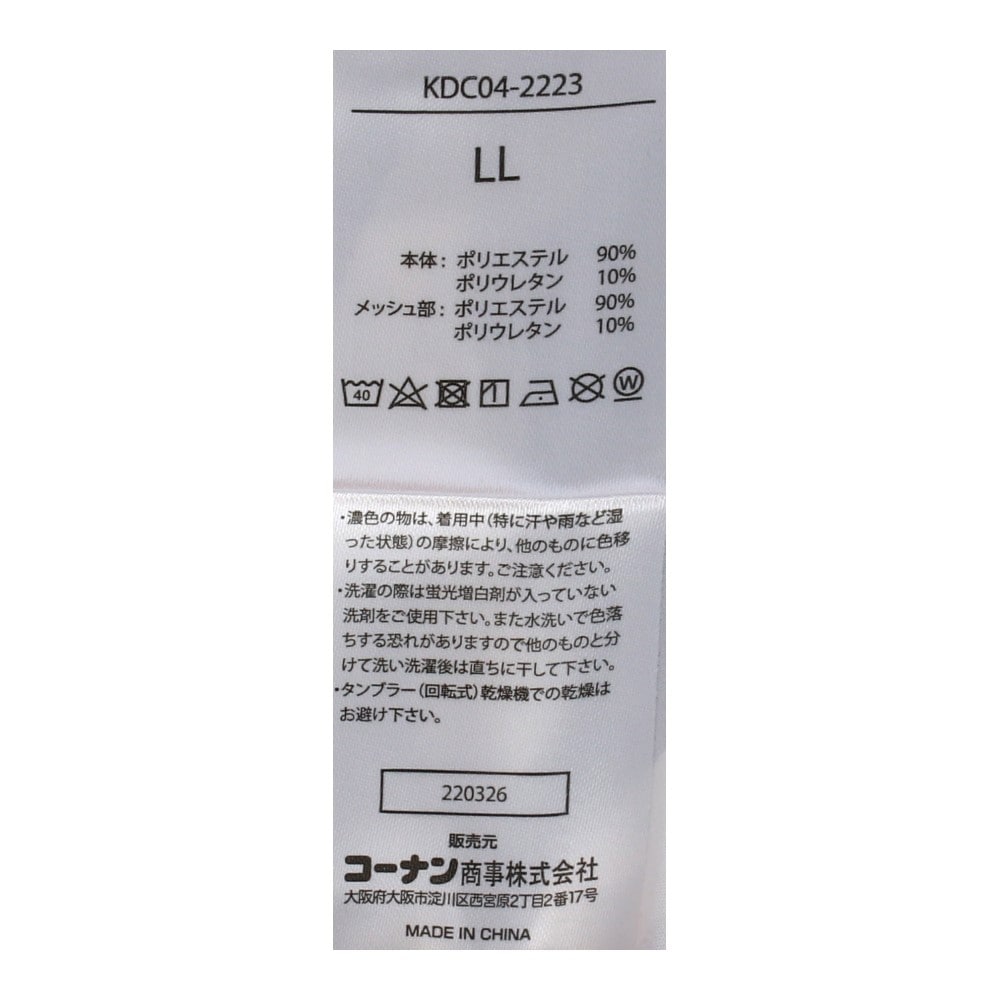 KDC04-2223
LL
本体：ポリエステル 90%
ポリウレタン 10%
メッシュ部：ポリエステル 90%
ポリウレタン 10%
40 W
・濃色の物は、着用中（特に汗や雨など湿
った状態）の摩擦により、他のものに色移
りすることがあります。ご注意ください。
・洗濯の際は蛍光増白剤が入っていない
洗剤をご使用下さい。また水洗いで色落
ちする恐れがありますので他のものと分
けて洗い洗濯後は直ちに干して下さい。
・タンブラー（回転式）乾燥機での乾燥は
お避け下さい。
220326
販売元
コーナン商事株式会社
大阪府大阪市淀川区西宮原2丁目2番17号
MADE IN CHINA